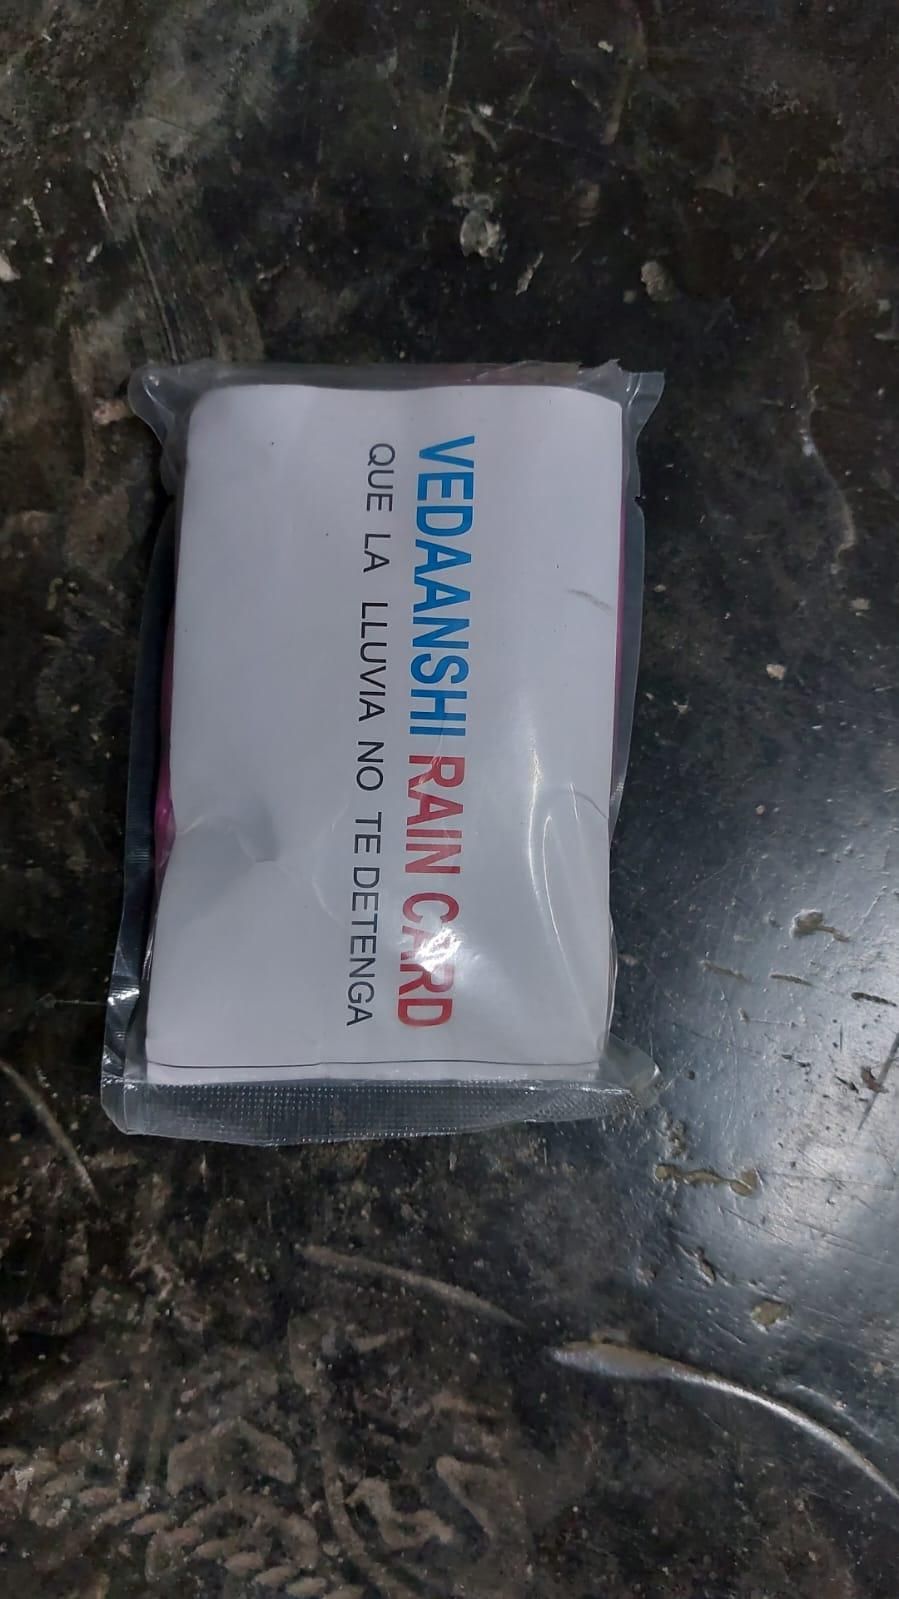 VEDAANSHI RAIN CARD
QUE LA LLUVIA NO TE DETENGA